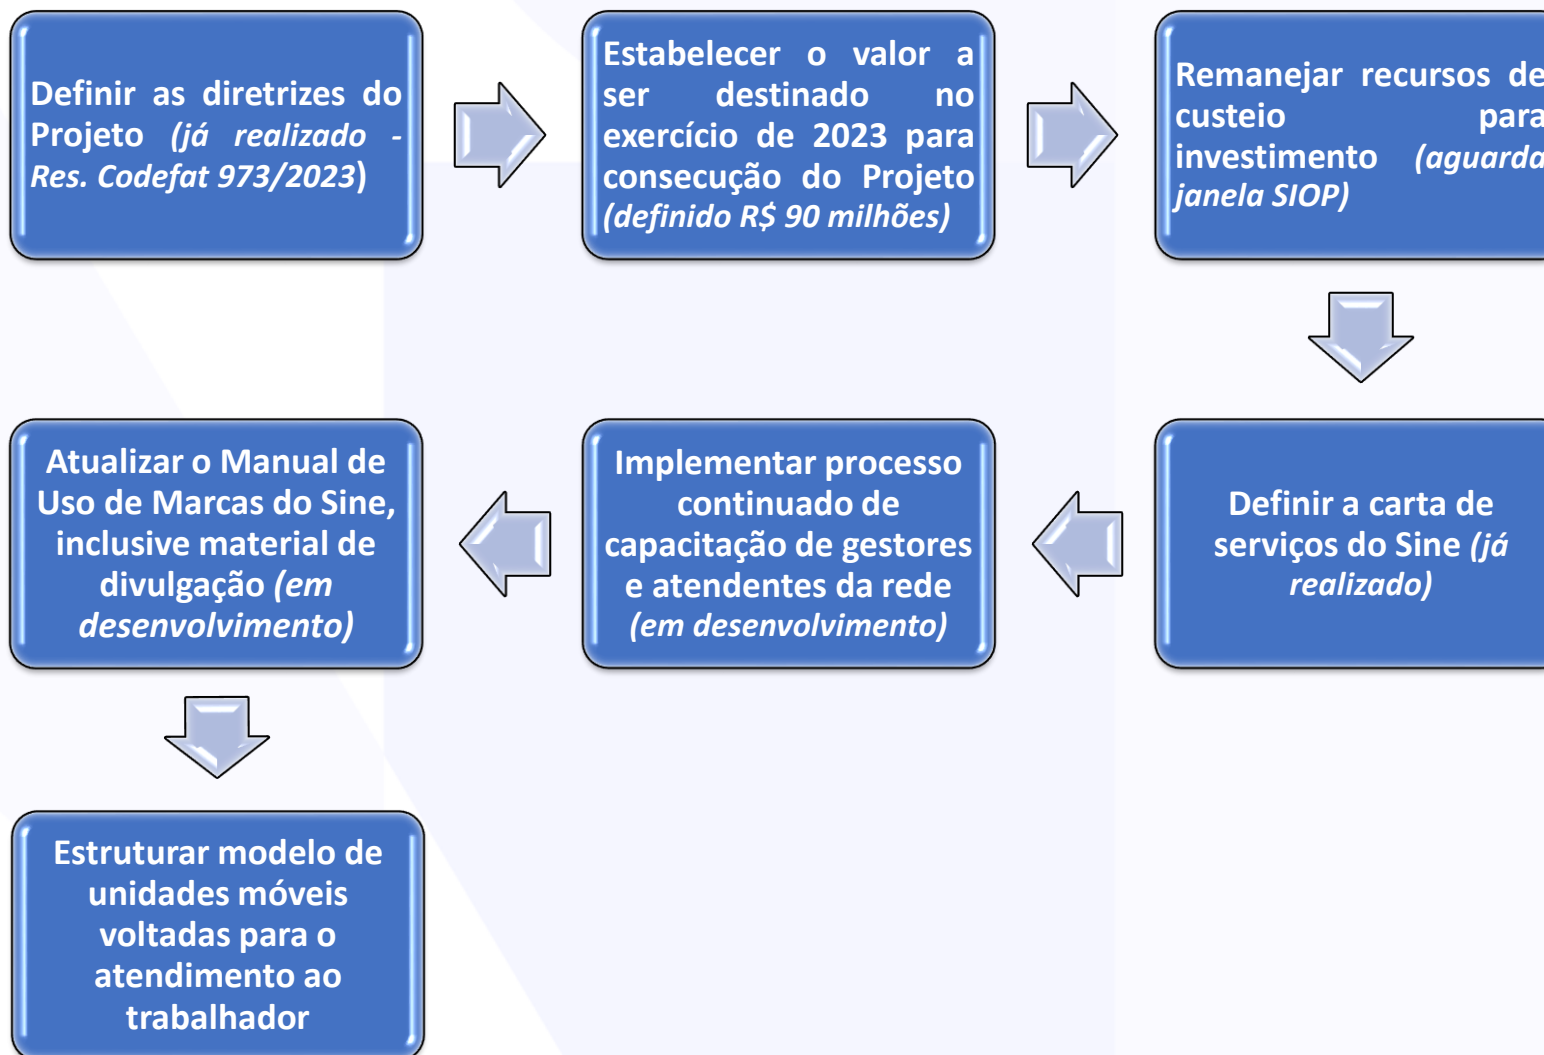 Definir as diretrizes do
Projeto (já realizado -
Res. Codefat 973/2023)
Estabelecer o valor a
ser destinado no
exercício de 2023 para
consecução do Projeto
(definido R$ 90 milhões)
Remanejar recursos de
custeio para
investimento (aguarda
janela SIOP)
Definir a carta de
serviços do Sine (já
realizado)
Implementar processo
continuado de
capacitação de gestores
e atendentes da rede
(em desenvolvimento)
Atualizar o Manual de
Uso de Marcas do Sine,
inclusive material de
divulgação (em
desenvolvimento)
Estruturar modelo de
unidades móveis
voltadas para o
atendimento ao
trabalhador